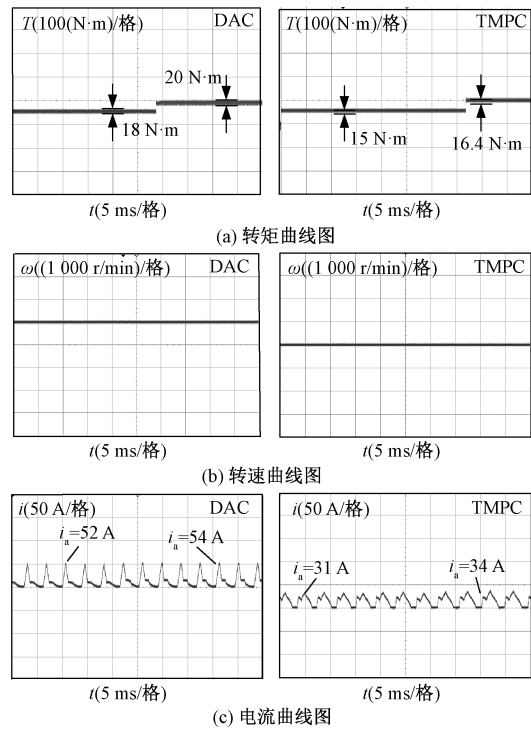 T(100(N·m)/格) DAC
20 N·m
18 N·m
t(5 ms/格)
T(100(N·m)/格) TMPC
15 N·m
16.4 N·m
t(5 ms/格)
(a) 转矩曲线图
ω((1 000 r/min)/格) DAC
t(5 ms/格)
ω((1 000 r/min)/格) TMPC
t(5 ms/格)
(b) 转速曲线图
i(50 A/格) DAC
iₐ=52 A
iₐ=54 A
t(5 ms/格)
i(50 A/格) TMPC
iₐ=31 A
iₐ=34 A
t(5 ms/格)
(c) 电流曲线图